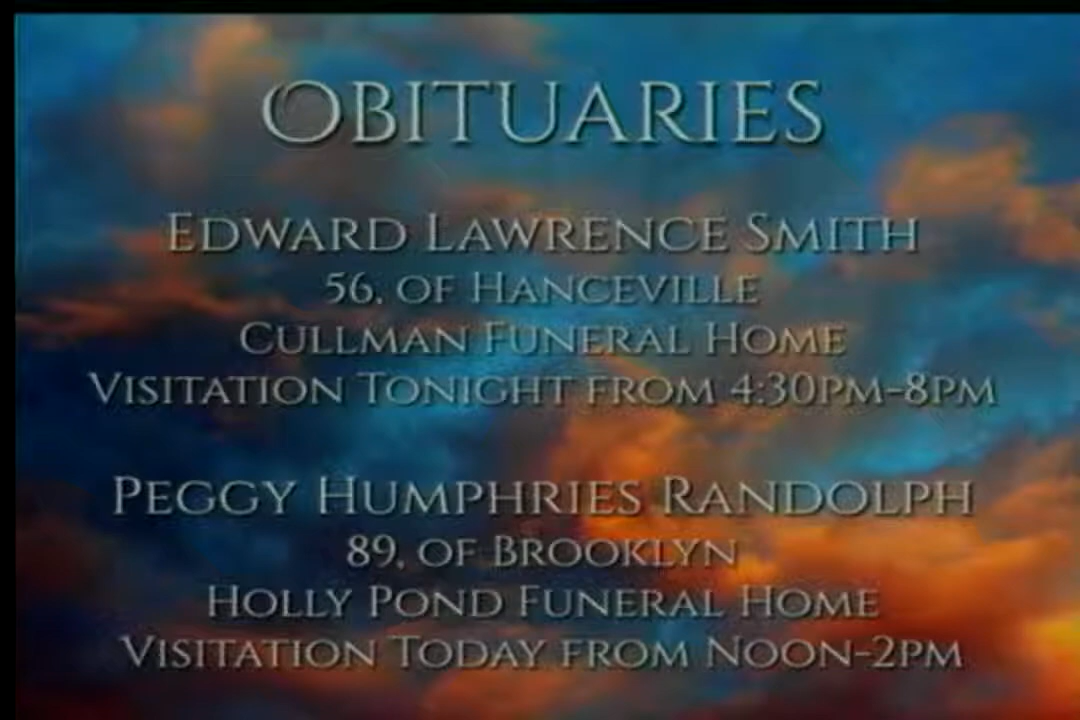 Obituaries
Edward Lawrence Smith
56, of Hanceville
Cullman Funeral Home
Visitation Tonight from 4:30pm-8pm
Peggy Humphries Randolph
89, of Brooklyn
Holly Pond Funeral Home
Visitation Today from Noon-2pm